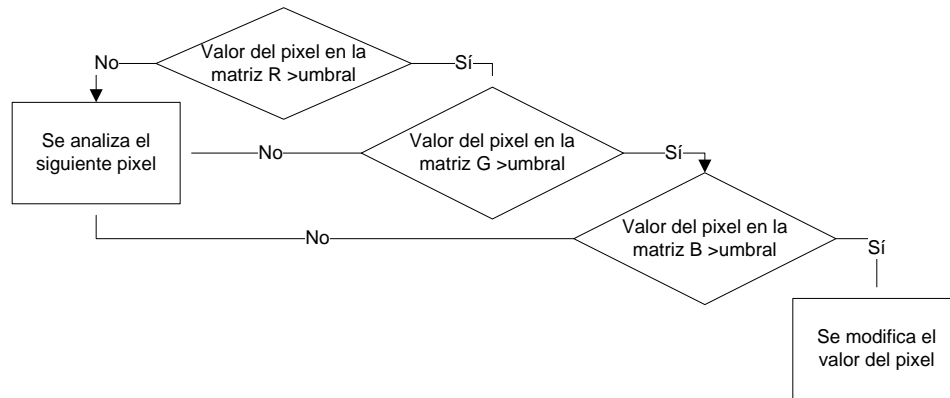 Valor del pixel en la
matriz R >umbral
No
Sí
Se analiza el
siguiente pixel
Valor del pixel en la
matriz G >umbral
No
Sí
Valor del pixel en la
matriz B >umbral
No
Sí
Se modifica el
valor del pixel